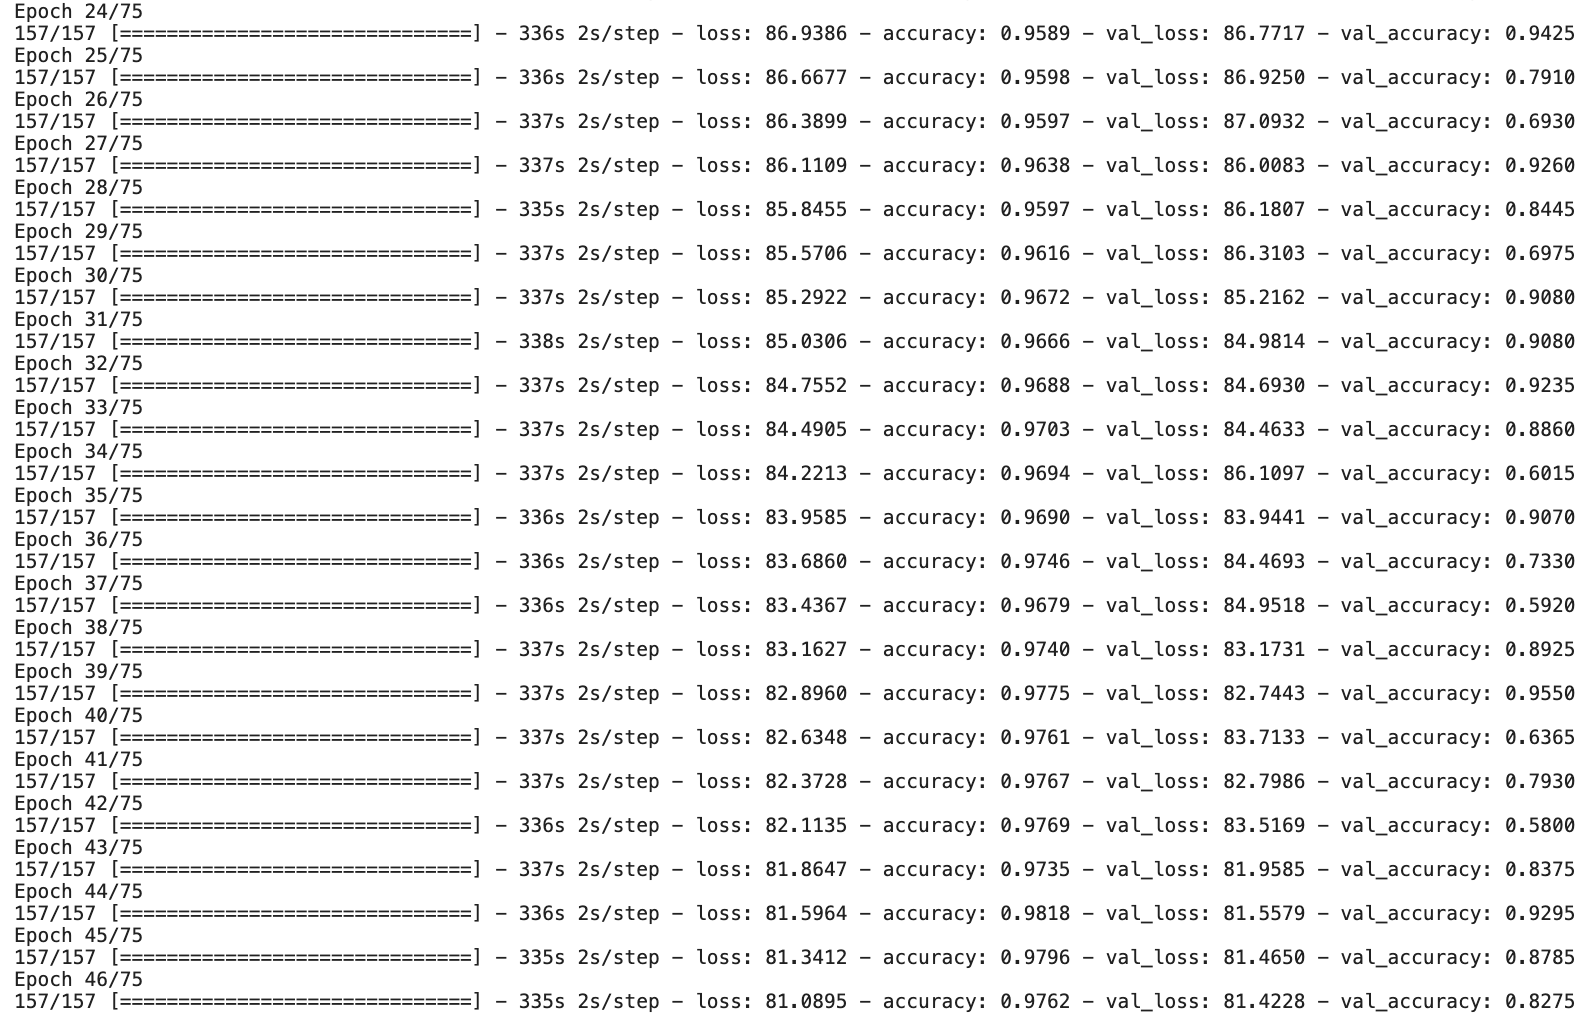 Epoch 24/75
157/157 [==============================] - 336s 2s/step - loss: 86.9386 - accuracy: 0.9589 - val_loss: 86.7717 - val_accuracy: 0.9425
Epoch 25/75
157/157 [==============================] - 336s 2s/step - loss: 86.6677 - accuracy: 0.9598 - val_loss: 86.9250 - val_accuracy: 0.7910
Epoch 26/75
157/157 [==============================] - 337s 2s/step - loss: 86.3899 - accuracy: 0.9597 - val_loss: 87.0932 - val_accuracy: 0.6930
Epoch 27/75
157/157 [==============================] - 337s 2s/step - loss: 86.1109 - accuracy: 0.9638 - val_loss: 86.0083 - val_accuracy: 0.9260
Epoch 28/75
157/157 [==============================] - 335s 2s/step - loss: 85.8455 - accuracy: 0.9597 - val_loss: 86.1807 - val_accuracy: 0.8445
Epoch 29/75
157/157 [==============================] - 337s 2s/step - loss: 85.5706 - accuracy: 0.9616 - val_loss: 86.3103 - val_accuracy: 0.6975
Epoch 30/75
157/157 [==============================] - 337s 2s/step - loss: 85.2922 - accuracy: 0.9672 - val_loss: 85.2162 - val_accuracy: 0.9080
Epoch 31/75
157/157 [==============================] - 338s 2s/step - loss: 85.0306 - accuracy: 0.9666 - val_loss: 84.9814 - val_accuracy: 0.9080
Epoch 32/75
157/157 [==============================] - 337s 2s/step - loss: 84.7552 - accuracy: 0.9688 - val_loss: 84.6930 - val_accuracy: 0.9235
Epoch 33/75
157/157 [==============================] - 337s 2s/step - loss: 84.4905 - accuracy: 0.9703 - val_loss: 84.4633 - val_accuracy: 0.8860
Epoch 34/75
157/157 [==============================] - 337s 2s/step - loss: 84.2213 - accuracy: 0.9694 - val_loss: 86.1097 - val_accuracy: 0.6015
Epoch 35/75
157/157 [==============================] - 336s 2s/step - loss: 83.9585 - accuracy: 0.9690 - val_loss: 83.9441 - val_accuracy: 0.9070
Epoch 36/75
157/157 [==============================] - 336s 2s/step - loss: 83.6860 - accuracy: 0.9746 - val_loss: 84.4693 - val_accuracy: 0.7330
Epoch 37/75
157/157 [==============================] - 336s 2s/step - loss: 83.4367 - accuracy: 0.9679 - val_loss: 84.9518 - val_accuracy: 0.5920
Epoch 38/75
157/157 [==============================] - 337s 2s/step - loss: 83.1627 - accuracy: 0.9740 - val_loss: 83.1731 - val_accuracy: 0.8925
Epoch 39/75
157/157 [==============================] - 337s 2s/step - loss: 82.8960 - accuracy: 0.9775 - val_loss: 82.7443 - val_accuracy: 0.9550
Epoch 40/75
157/157 [==============================] - 337s 2s/step - loss: 82.6348 - accuracy: 0.9761 - val_loss: 83.7133 - val_accuracy: 0.6365
Epoch 41/75
157/157 [==============================] - 337s 2s/step - loss: 82.3728 - accuracy: 0.9767 - val_loss: 82.7986 - val_accuracy: 0.7930
Epoch 42/75
157/157 [==============================] - 336s 2s/step - loss: 82.1135 - accuracy: 0.9769 - val_loss: 83.5169 - val_accuracy: 0.5800
Epoch 43/75
157/157 [==============================] - 337s 2s/step - loss: 81.8647 - accuracy: 0.9735 - val_loss: 81.9585 - val_accuracy: 0.8375
Epoch 44/75
157/157 [==============================] - 336s 2s/step - loss: 81.5964 - accuracy: 0.9818 - val_loss: 81.5579 - val_accuracy: 0.9295
Epoch 45/75
157/157 [==============================] - 335s 2s/step - loss: 81.3412 - accuracy: 0.9796 - val_loss: 81.4650 - val_accuracy: 0.8785
Epoch 46/75
157/157 [==============================] - 335s 2s/step - loss: 81.0895 - accuracy: 0.9762 - val_loss: 81.4228 - val_accuracy: 0.8275